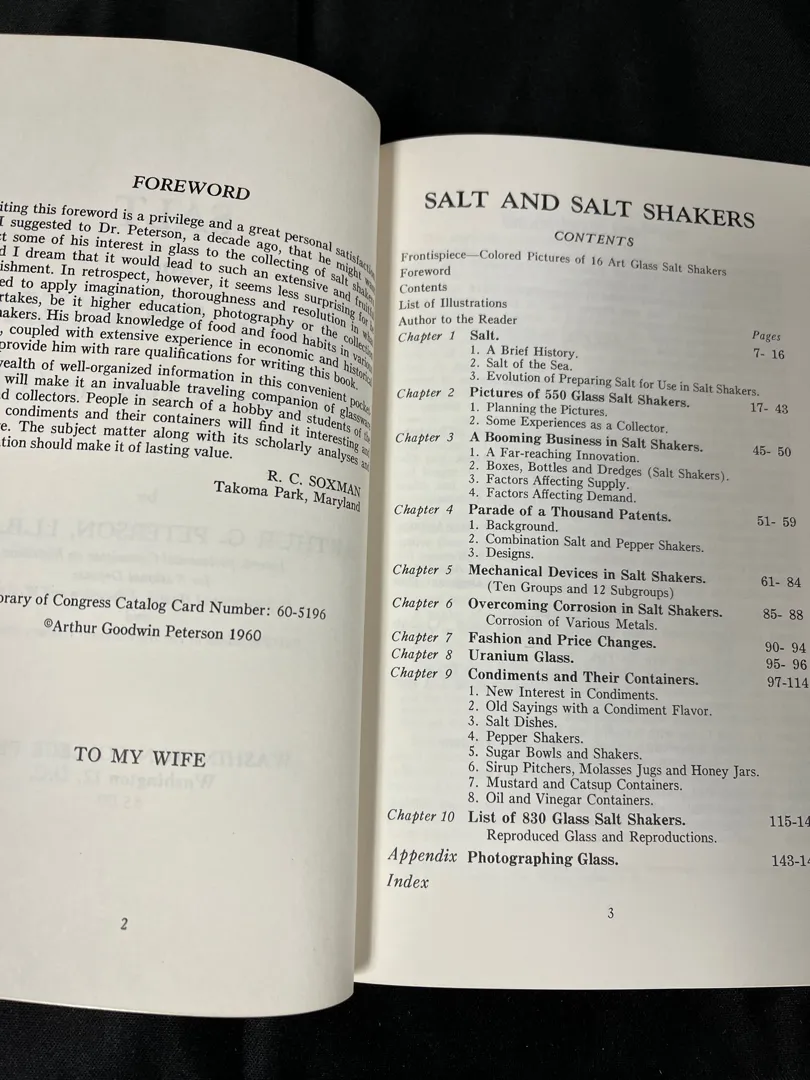 FOREWORD
iting this foreword is a privilege and a great personal satisfaction
I suggested to Dr. Peterson, a decade ago, that he might
t some of his interest in glass to the collecting of salt shakers
d I dream that it would lead to such an extensive and fruitful
ishment. In retrospect, however, it seems less surprising for he
ed to apply imagination, thoroughness and resolution in
rtakes, be it higher education, photography or the collection
akers. His broad knowledge of food and food habits in various
, coupled with extensive experience in economic and historical
provide him with rare qualifications for writing this book.
wealth of well-organized information in this convenient pocket
will make it an invaluable traveling companion of glassware
d collectors. People in search of a hobby and students of the
condiments and their containers will find it interesting and
e. The subject matter along with its scholarly analyses and
tion should make it of lasting value.
R. C. SOXMAN
Takoma Park, Maryland
brary of Congress Catalog Card Number: 60-5196
©Arthur Goodwin Peterson 1960
TO MY WIFE
2
SALT AND SALT SHAKERS
CONTENTS
Frontispiece—Colored Pictures of 16 Art Glass Salt Shakers
Foreword
Contents
List of Illustrations
Author to the Reader
Pages
Chapter 1 Salt. 7- 16
1. A Brief History.
2. Salt of the Sea.
3. Evolution of Preparing Salt for Use in Salt Shakers.
Chapter 2 Pictures of 550 Glass Salt Shakers. 17- 43
1. Planning the Pictures.
2. Some Experiences as a Collector.
Chapter 3 A Booming Business in Salt Shakers. 45- 50
1. A Far-reaching Innovation.
2. Boxes, Bottles and Dredges (Salt Shakers).
3. Factors Affecting Supply.
4. Factors Affecting Demand.
Chapter 4 Parade of a Thousand Patents. 51- 59
1. Background.
2. Combination Salt and Pepper Shakers.
3. Designs.
Chapter 5 Mechanical Devices in Salt Shakers. 61- 84
(Ten Groups and 12 Subgroups)
Chapter 6 Overcoming Corrosion in Salt Shakers. 85- 88
Corrosion of Various Metals.
Chapter 7 Fashion and Price Changes. 90- 94
Chapter 8 Uranium Glass. 95- 96
Chapter 9 Condiments and Their Containers. 97-114
1. New Interest in Condiments.
2. Old Sayings with a Condiment Flavor.
3. Salt Dishes.
4. Pepper Shakers.
5. Sugar Bowls and Shakers.
6. Sirup Pitchers, Molasses Jugs and Honey Jars.
7. Mustard and Catsup Containers.
8. Oil and Vinegar Containers.
Chapter 10 List of 830 Glass Salt Shakers. 115-14
Reproduced Glass and Reproductions.
Appendix Photographing Glass. 143-14
Index
3